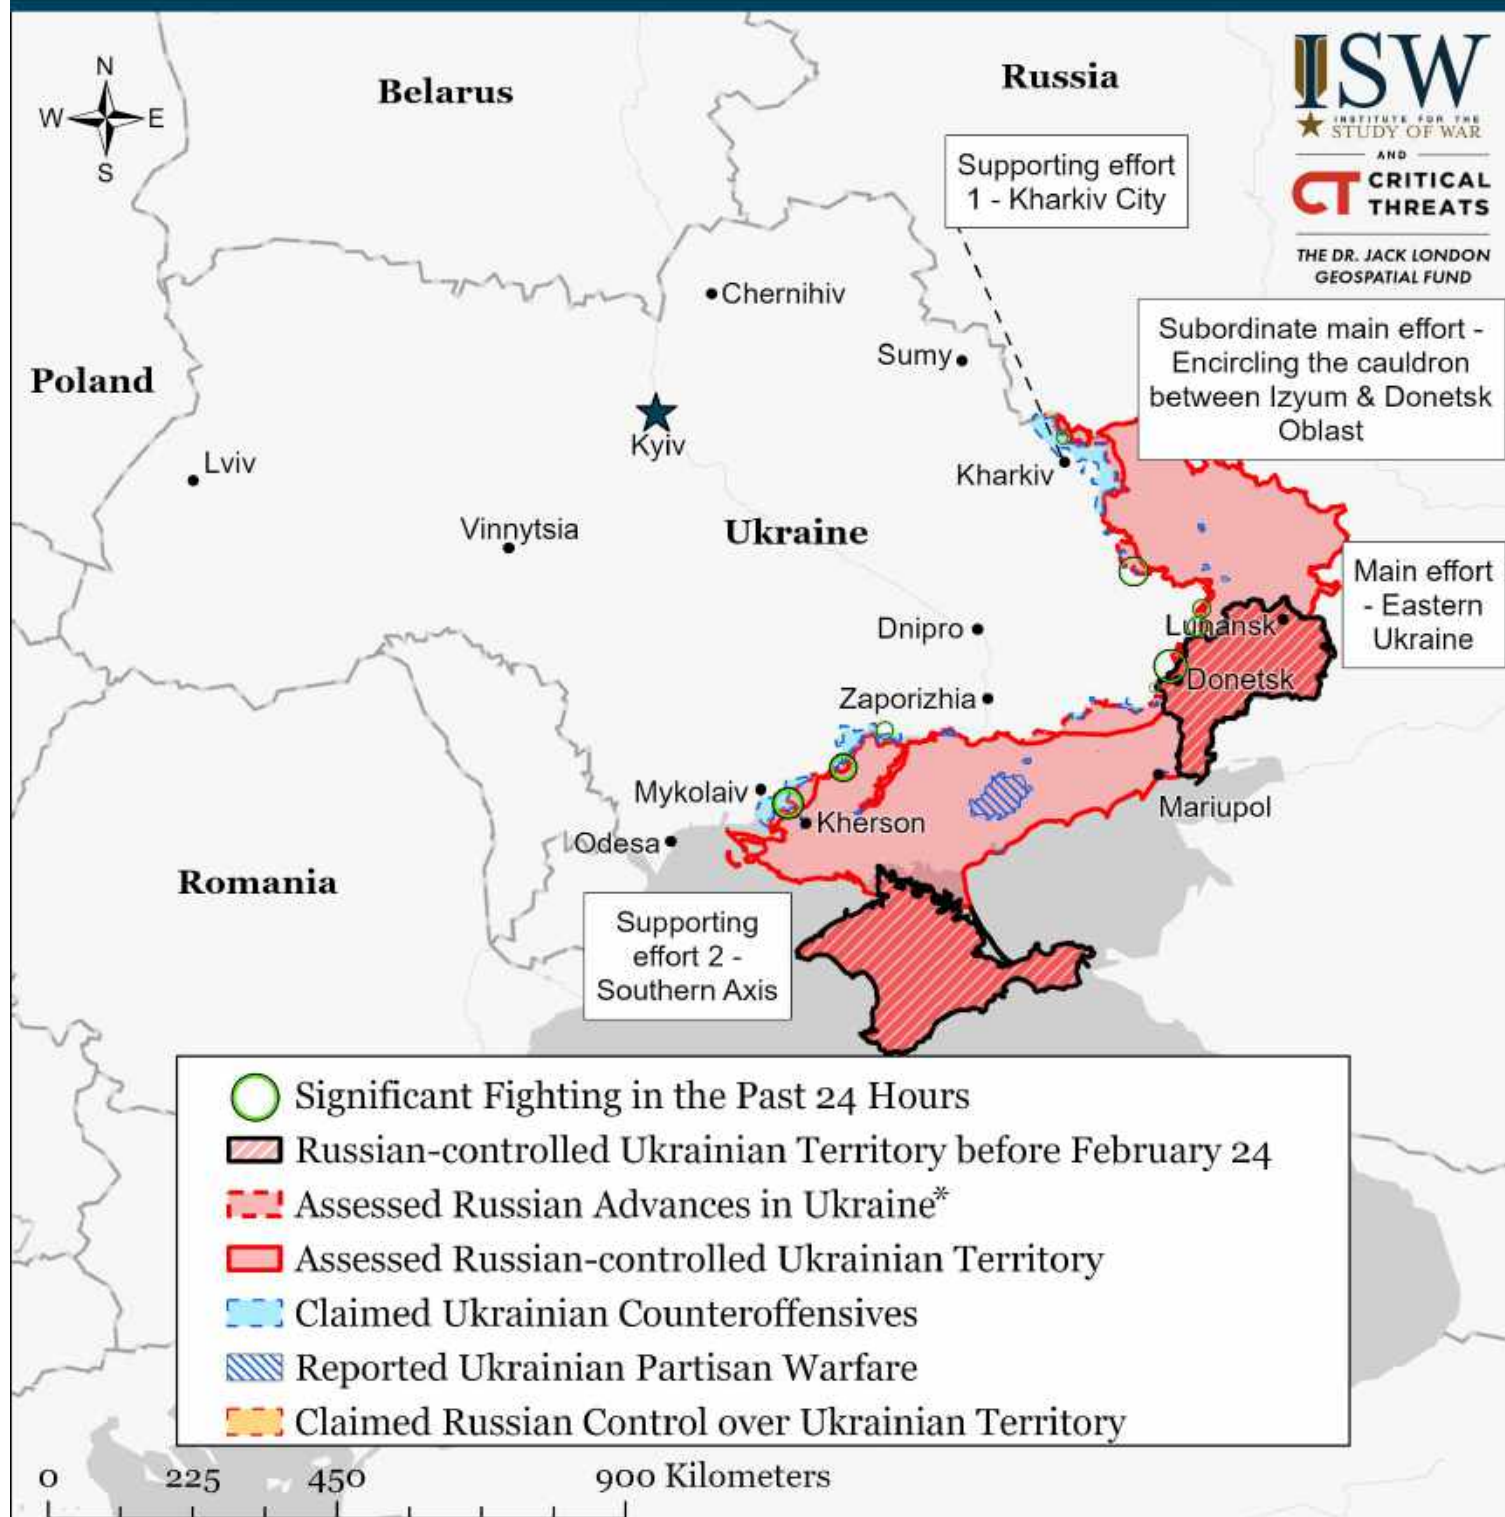 N
W E
S
Belarus
Russia
ISW
INSTITUTE FOR THE
STUDY OF WAR
AND
CT CRITICAL
THREATS
THE DR. JACK LONDON
GEOSPATIAL FUND
Supporting effort
1 - Kharkiv City
Chernihiv
Subordinate main effort -
Encircling the cauldron
between Izyum & Donetsk
Oblast
Sumy
Poland
Kyiv
Lviv
Kharkiv
Vinnytsia
Ukraine
Main effort
- Eastern
Ukraine
Dnipro
Luhansk
Donetsk
Zaporizhia
Mykolaiv
Mariupol
Kherson
Odesa
Romania
Supporting
effort 2 -
Southern Axis
Significant Fighting in the Past 24 Hours
Russian-controlled Ukrainian Territory before February 24
Assessed Russian Advances in Ukraine*
Assessed Russian-controlled Ukrainian Territory
Claimed Ukrainian Counteroffensives
Reported Ukrainian Partisan Warfare
Claimed Russian Control over Ukrainian Territory
0 225 450 900 Kilometers